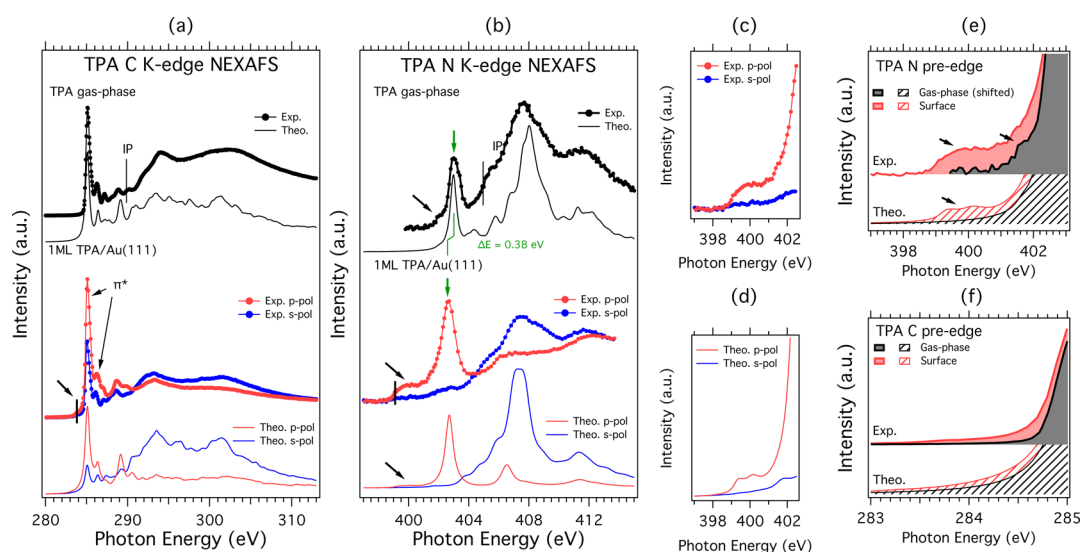 (a)
TPA C K-edge NEXAFS
TPA gas-phase
Exp.
Theo.
IP
1ML TPA/Au(111)
π*
Exp. p-pol
Exp. s-pol
Theo. p-pol
Theo. s-pol
Intensity (a.u.)
280 290 300 310
Photon Energy (eV)
(b)
TPA N K-edge NEXAFS
TPA gas-phase
Exp.
Theo.
IP
ΔE = 0.38 eV
1ML TPA/Au(111)
Exp. p-pol
Exp. s-pol
Theo. p-pol
Theo. s-pol
Intensity (a.u.)
400 404 408 412
Photon Energy (eV)
(c)
Exp. p-pol
Exp. s-pol
Intensity (a.u.)
398 400 402
Photon Energy (eV)
(d)
Theo. p-pol
Theo. s-pol
Intensity (a.u.)
398 400 402
Photon Energy (eV)
(e)
TPA N pre-edge
Gas-phase (shifted)
Surface
Exp.
Theo.
Intensity (a.u.)
398 400 402
Photon Energy (eV)
(f)
TPA C pre-edge
Gas-phase
Surface
Exp.
Theo.
Intensity (a.u.)
283 284 285
Photon Energy (eV)